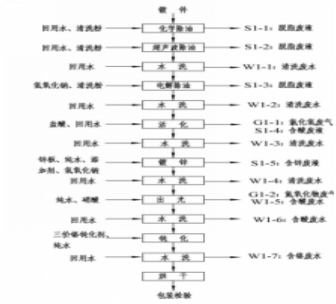 镀 件
回用水、清洗粉
化学除油
S1-1：脱脂废液
回用水、清洗粉
超声波除油
S1-2：脱脂废液
回用水
水 洗
W1-1：清洗废水
氢氧化钠、清洗粉
电解除油
S1-3：脱脂废液
回用水
水 洗
W1-2：清洗废水
盐酸、回用水
活 化
G1-1：氯化氢废气
S1-4：含酸废液
回用水
水 洗
W1-3：清洗废水
锌板、纯水、添
加剂、氢氧化钠
镀 锌
S1-5：含锌废液
回用水
水 洗
W1-4：清洗废水
纯水、硝酸
出 光
G1-2：氮氧化物废气
W1-5：含酸废水
回用水
水 洗
W1-6：含酸废水
三价铬钝化剂、
纯水
钝 化
回用水
水 洗
W1-7：含铬废水
烘 干
包装检验